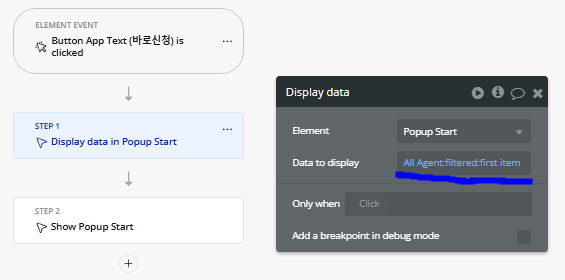 ELEMENT EVENT
Button App Text (바로신청) is
clicked
STEP 1
Display data in Popup Start
STEP 2
Show Popup Start
Display data
Element
Popup Start
Data to display
All Agent:filtered:first item
Only when
Click
Add a breakpoint in debug mode